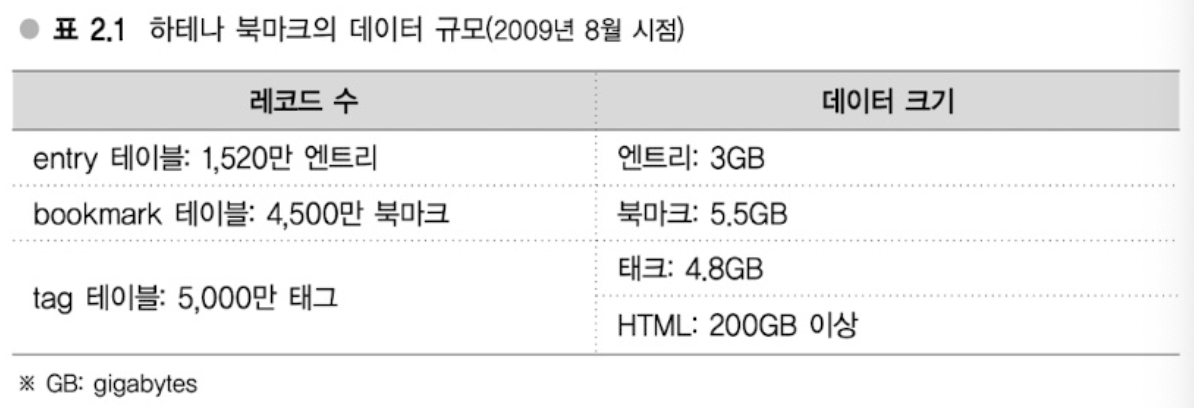 ● 표 2.1 하테나 북마크의 데이터 규모(2009년 8월 시점)
레코드 수 데이터 크기
entry 테이블: 1,520만 엔트리 엔트리: 3GB
bookmark 테이블: 4,500만 북마크 북마크: 5.5GB
tag 테이블: 5,000만 태그 태크: 4.8GB
HTML: 200GB 이상
※ GB: gigabytes